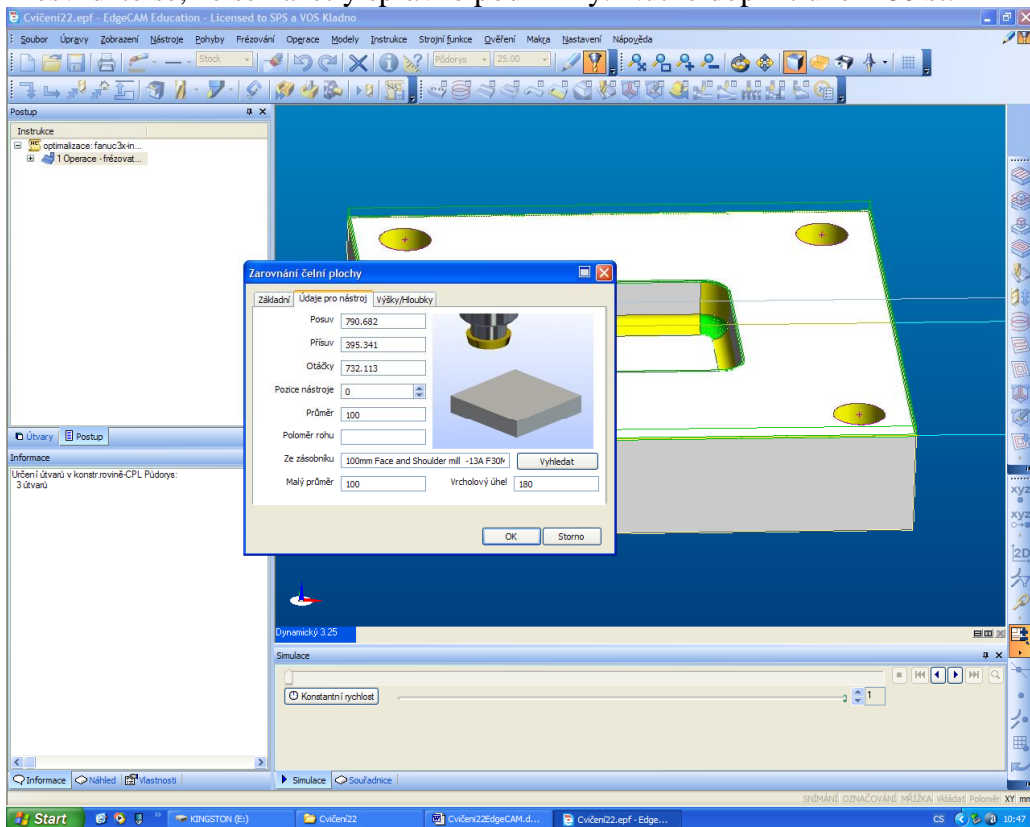 Cvičení22.epf - EdgeCAM Education - Licensed to SPS a VOS Kladno
Soubor Úpravy Zobrazení Nástroje Pohyby Frézování Operace Modely Instrukce Strojní funkce Ověření Makra Nastavení Nápověda
Stock
Půdorys
25.00
Postup
Instrukce
optimalizace: fanuc3x-in...
1 Operace - frézovat...
Útvary Postup
Informace
Určení útvarů v konstr.rovině-CPL Půdorys:
3 útvarů
Zarovnání čelní plochy
Základní Údaje pro nástroj Výšky/Hloubky
Posuv 790.682
Přísuv 395.341
Otáčky 732.113
Pozice nástroje 0
Průměr 100
Poloměr rohu
Ze zásobníku 100mm Face and Shoulder mill -13A F30M Vyhledat
Malý průměr 100 Vrcholový úhel 180
OK Storno
xyz
xyz
2D
Dynamický 3.25
Simulace
Konstantní rychlost
1
Informace Náhled Vlastnosti
Simulace Souřadnice
SNÍMÁNÍ OZNAČOVÁNÍ MŘÍŽKA Vkládat Poloměr XY mm
Start
KINGSTON (E:)
Cvičení22
Cvičení22EdgeCAM.d...
Cvičení22.epf - Edge...
CS
10:47